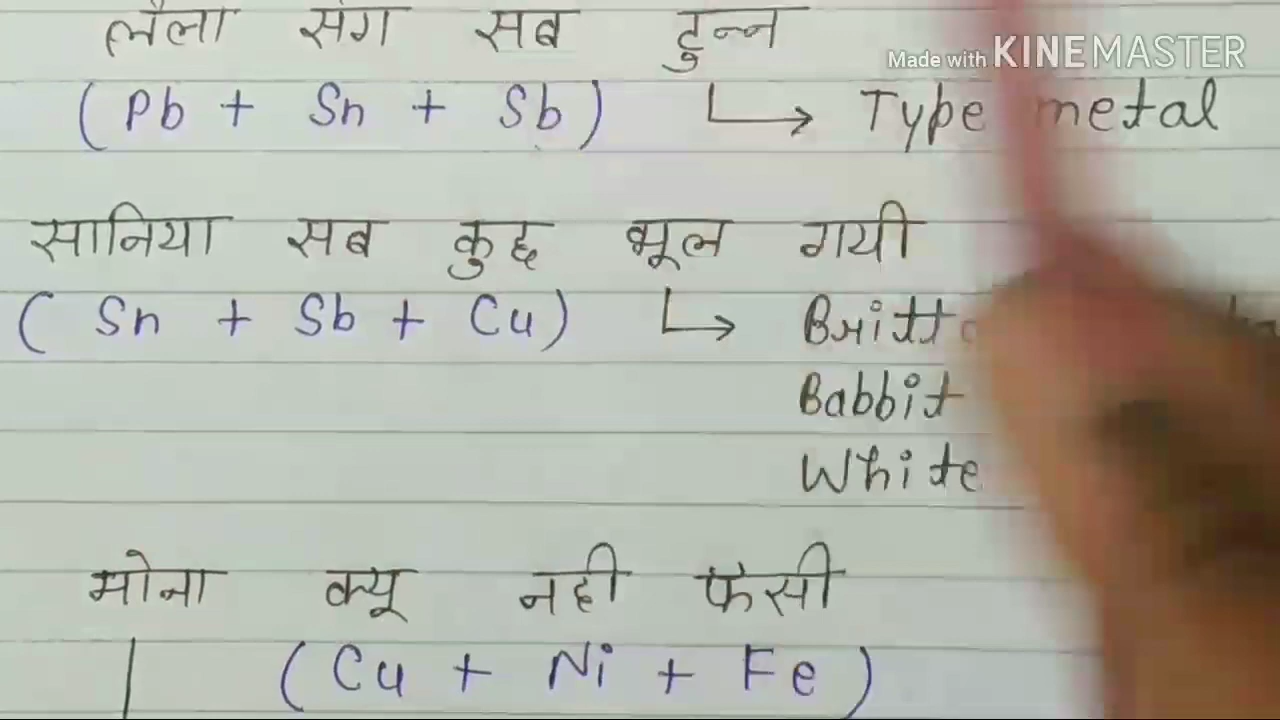 लैला संग सब टुन्न
Made with KINEMASTER
(Pb + Sn + Sb) → Type metal
सानिया सब कुछ भूल गयी
(Sn + Sb + Cu) →
Babbit
White
मोना क्यू नही फंसी
(Cu + Ni + Fe)